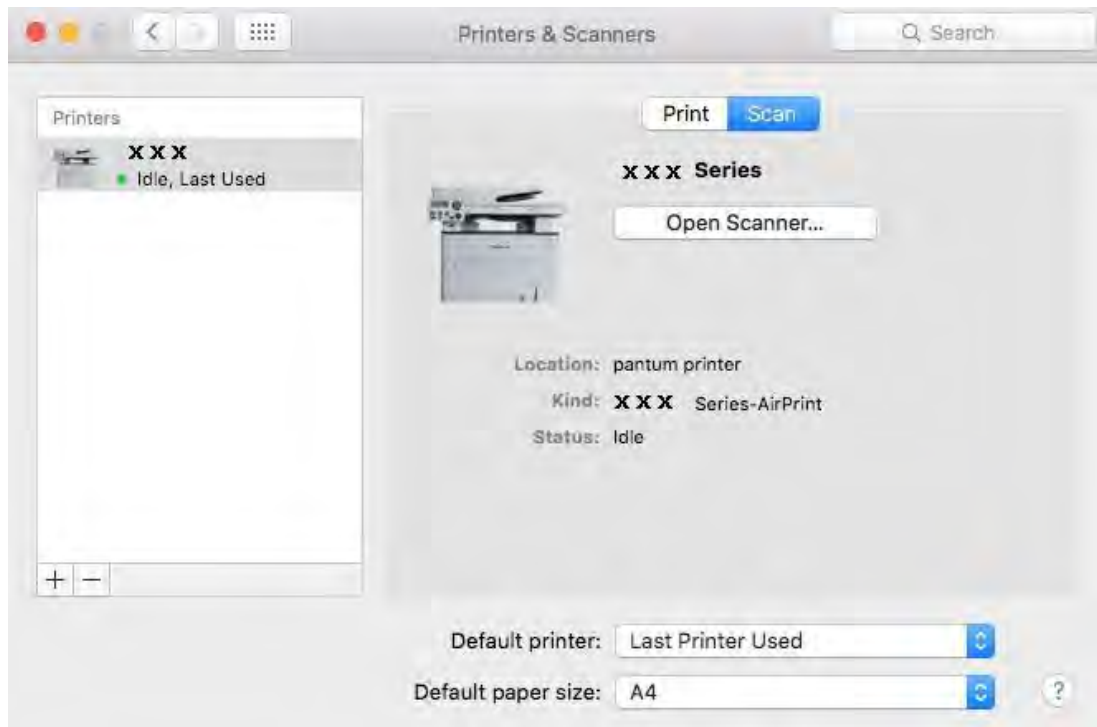 Printers & Scanners
Search
Printers
X X X
Idle, Last Used
Print Scan
X X X Series
Open Scanner...
Location: pantum printer
Kind: X X X Series-AirPrint
Status: Idle
+ −
Default printer: Last Printer Used
Default paper size: A4
?